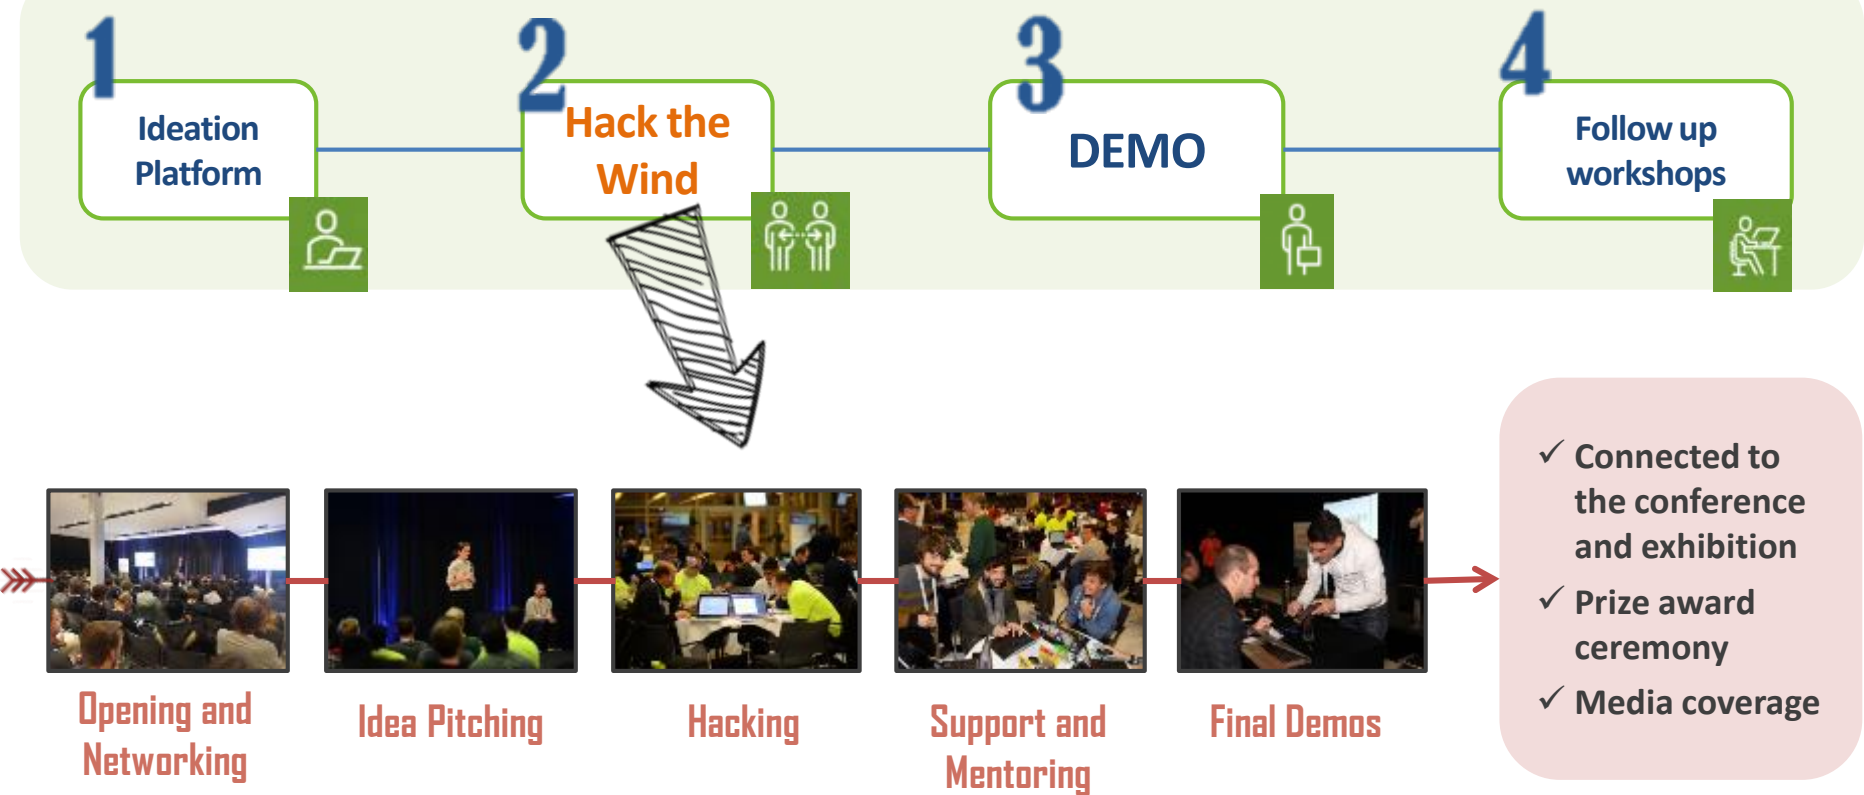 1
Ideation
Platform
2
Hack the
Wind
3
DEMO
4
Follow up
workshops
Opening and
Networking
Idea Pitching
Hacking
Support and
Mentoring
Final Demos
✓ Connected to
the conference
and exhibition
✓ Prize award
ceremony
✓ Media coverage